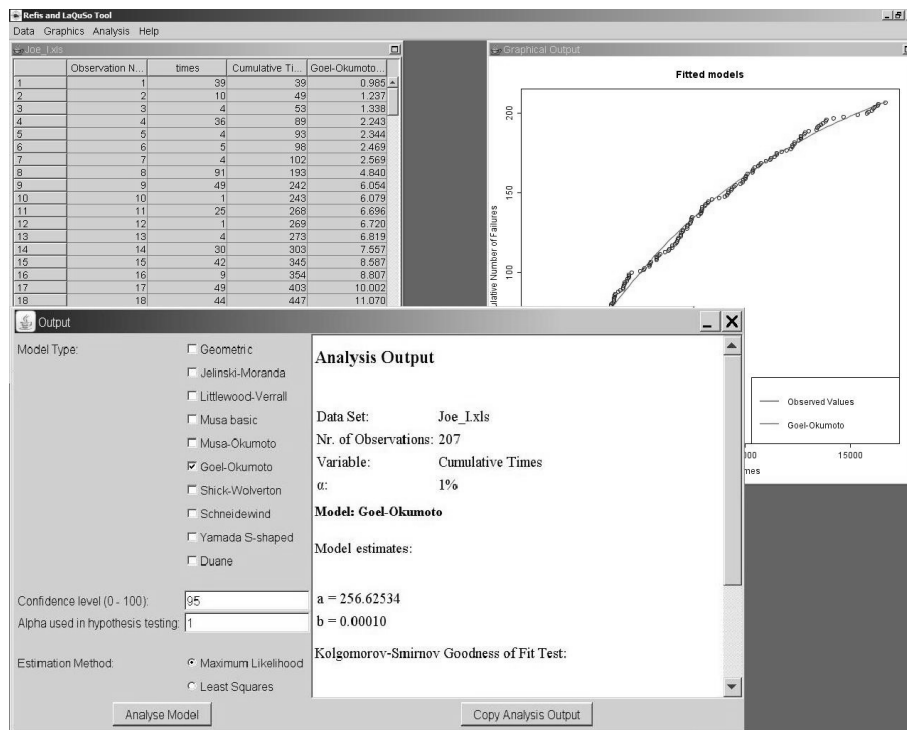 Refis and LaQuSo Tool
Data Graphics Analysis Help
Joe_I.xls
Observation N... times Cumulative Ti... Goel-Okumoto...
1 1 39 39 0.985
2 2 10 49 1.237
3 3 4 53 1.338
4 4 36 89 2.243
5 5 4 93 2.344
6 6 5 98 2.469
7 7 4 102 2.569
8 8 91 193 4.840
9 9 49 242 6.054
10 10 1 243 6.079
11 11 25 268 6.696
12 12 1 269 6.720
13 13 4 273 6.819
14 14 30 303 7.557
15 15 42 345 8.587
16 16 9 354 8.807
17 17 49 403 10.002
18 18 44 447 11.070
Graphical Output
Fitted models
200
150
100
ulative Number of Failures
Observed Values
Goel-Okumoto
000
15000
mes
Output
Model Type:
Geometric
Jelinski-Moranda
Littlewood-Verrall
Musa basic
Musa-Okumoto
Goel-Okumoto
Shick-Wolverton
Schneidewind
Yamada S-shaped
Duane
Confidence level (0 - 100): 95
Alpha used in hypothesis testing: 1
Estimation Method:
Maximum Likelihood
Least Squares
Analyse Model
Analysis Output
Data Set: Joe_I.xls
Nr. of Observations: 207
Variable: Cumulative Times
α: 1%
Model: Goel-Okumoto
Model estimates:
a = 256.62534
b = 0.00010
Kolgomorov-Smirnov Goodness of Fit Test:
Copy Analysis Output